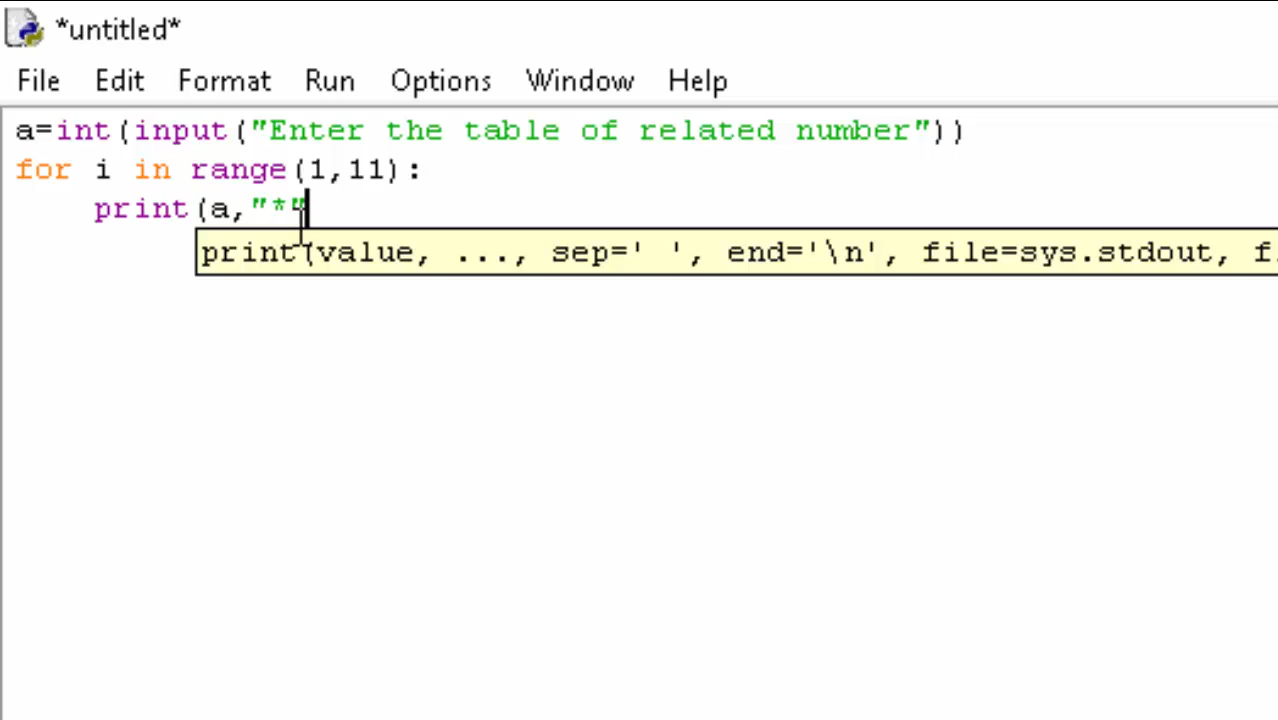 *untitled*
File Edit Format Run Options Window Help
a=int(input("Enter the table of related number"))
for i in range(1,11):
    print(a,"*"
print(value, ..., sep=' ', end='\n', file=sys.stdout,